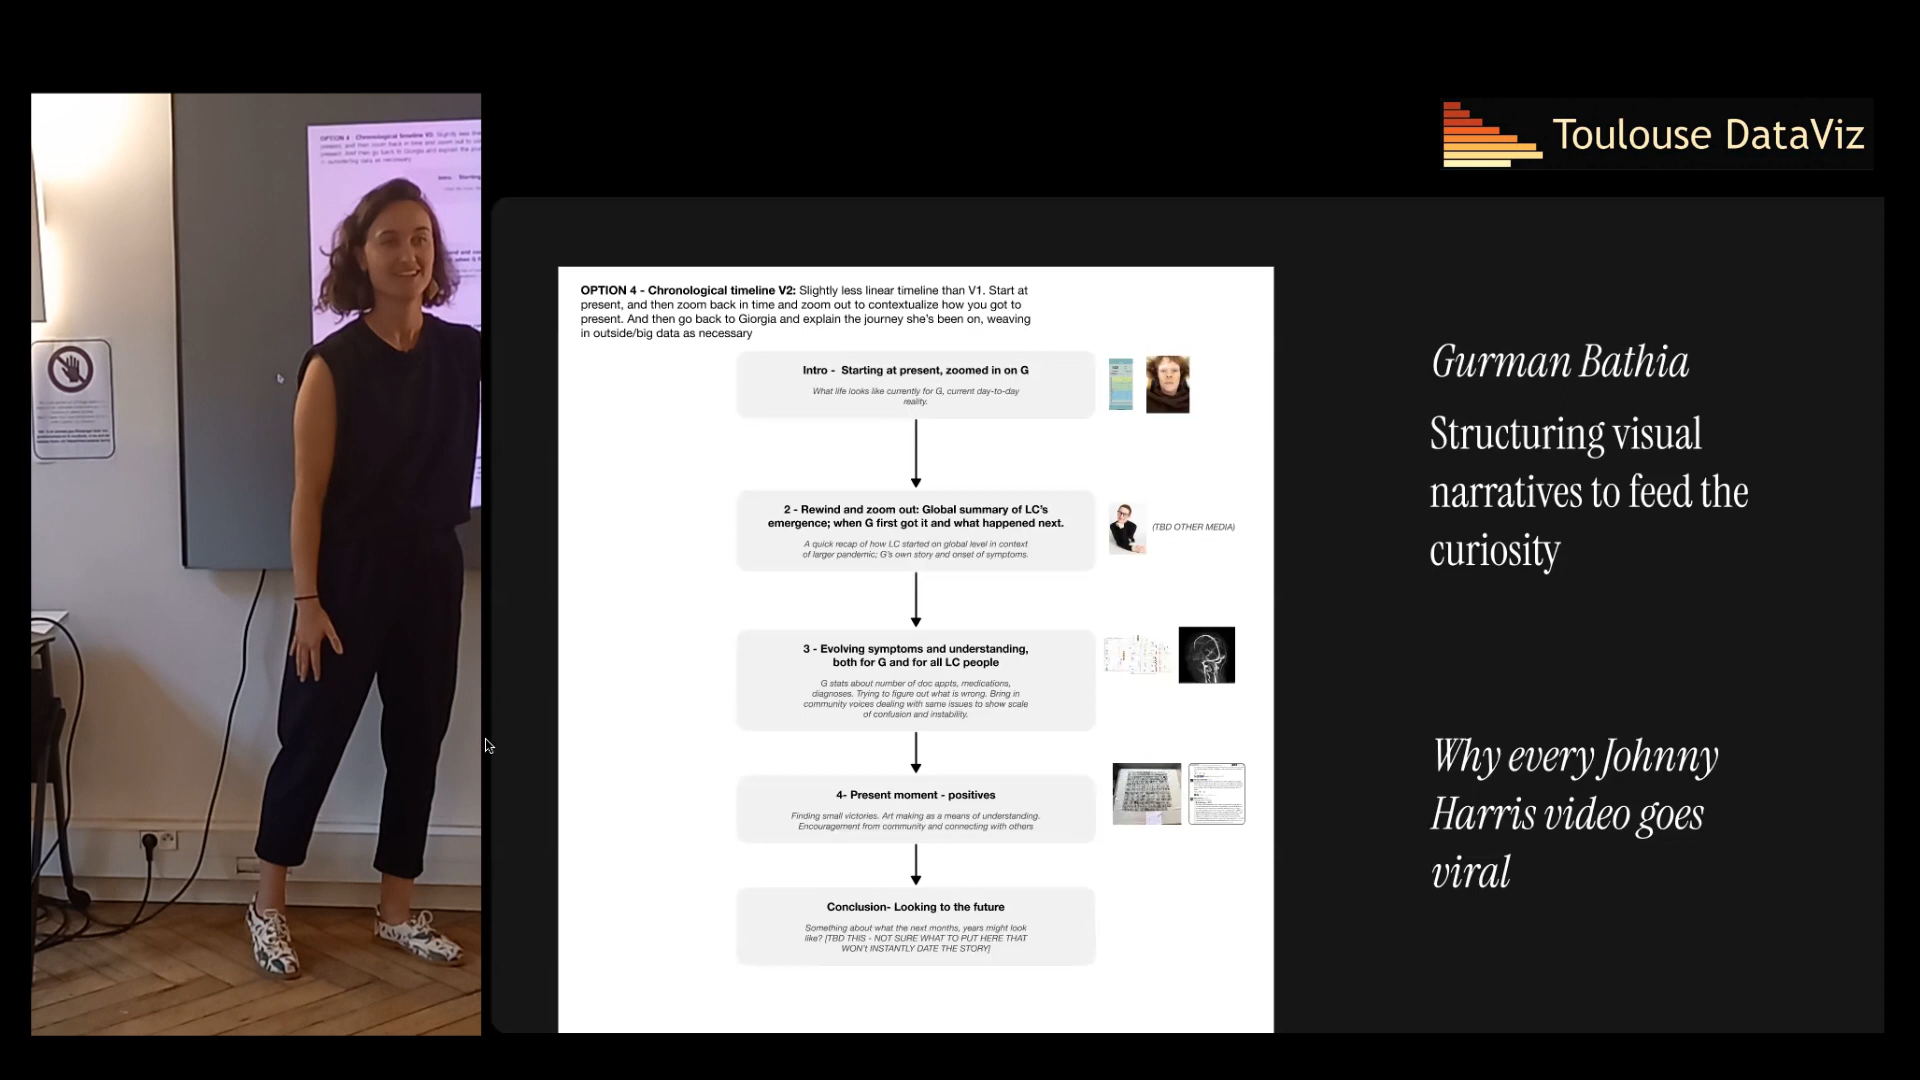 Toulouse DataViz
OPTION 4 - Chronological timeline V2: Slightly less linear timeline than V1. Start at
present, and then zoom back in time and zoom out to contextualize how you got to
present. And then go back to Giorgia and explain the journey she's been on, weaving
in outside/big data as necessary
Intro - Starting at present, zoomed in on G
What life looks like currently for G, current day-to-day
reality.
2 - Rewind and zoom out: Global summary of LC's
emergence; when G first got it and what happened next.
A quick recap of how LC started on global level in context
of larger pandemic; G's own story and onset of symptoms.
(TBD OTHER MEDIA)
3 - Evolving symptoms and understanding,
both for G and for all LC people
G stats about number of doc appts, medications,
diagnoses. Trying to figure out what is wrong. Bring in
community voices dealing with same issues to show scale
of confusion and instability.
4- Present moment - positives
Finding small victories. Art making as a means of understanding.
Encouragement from community and connecting with others
Conclusion- Looking to the future
Something about what the next months, years might look
like? [TBD THIS - NOT SURE WHAT TO PUT HERE THAT
WON't INSTANTLY DATE THE STORY]
Gurman Bathia
Structuring visual
narratives to feed the
curiosity
Why every Johnny
Harris video goes
viral